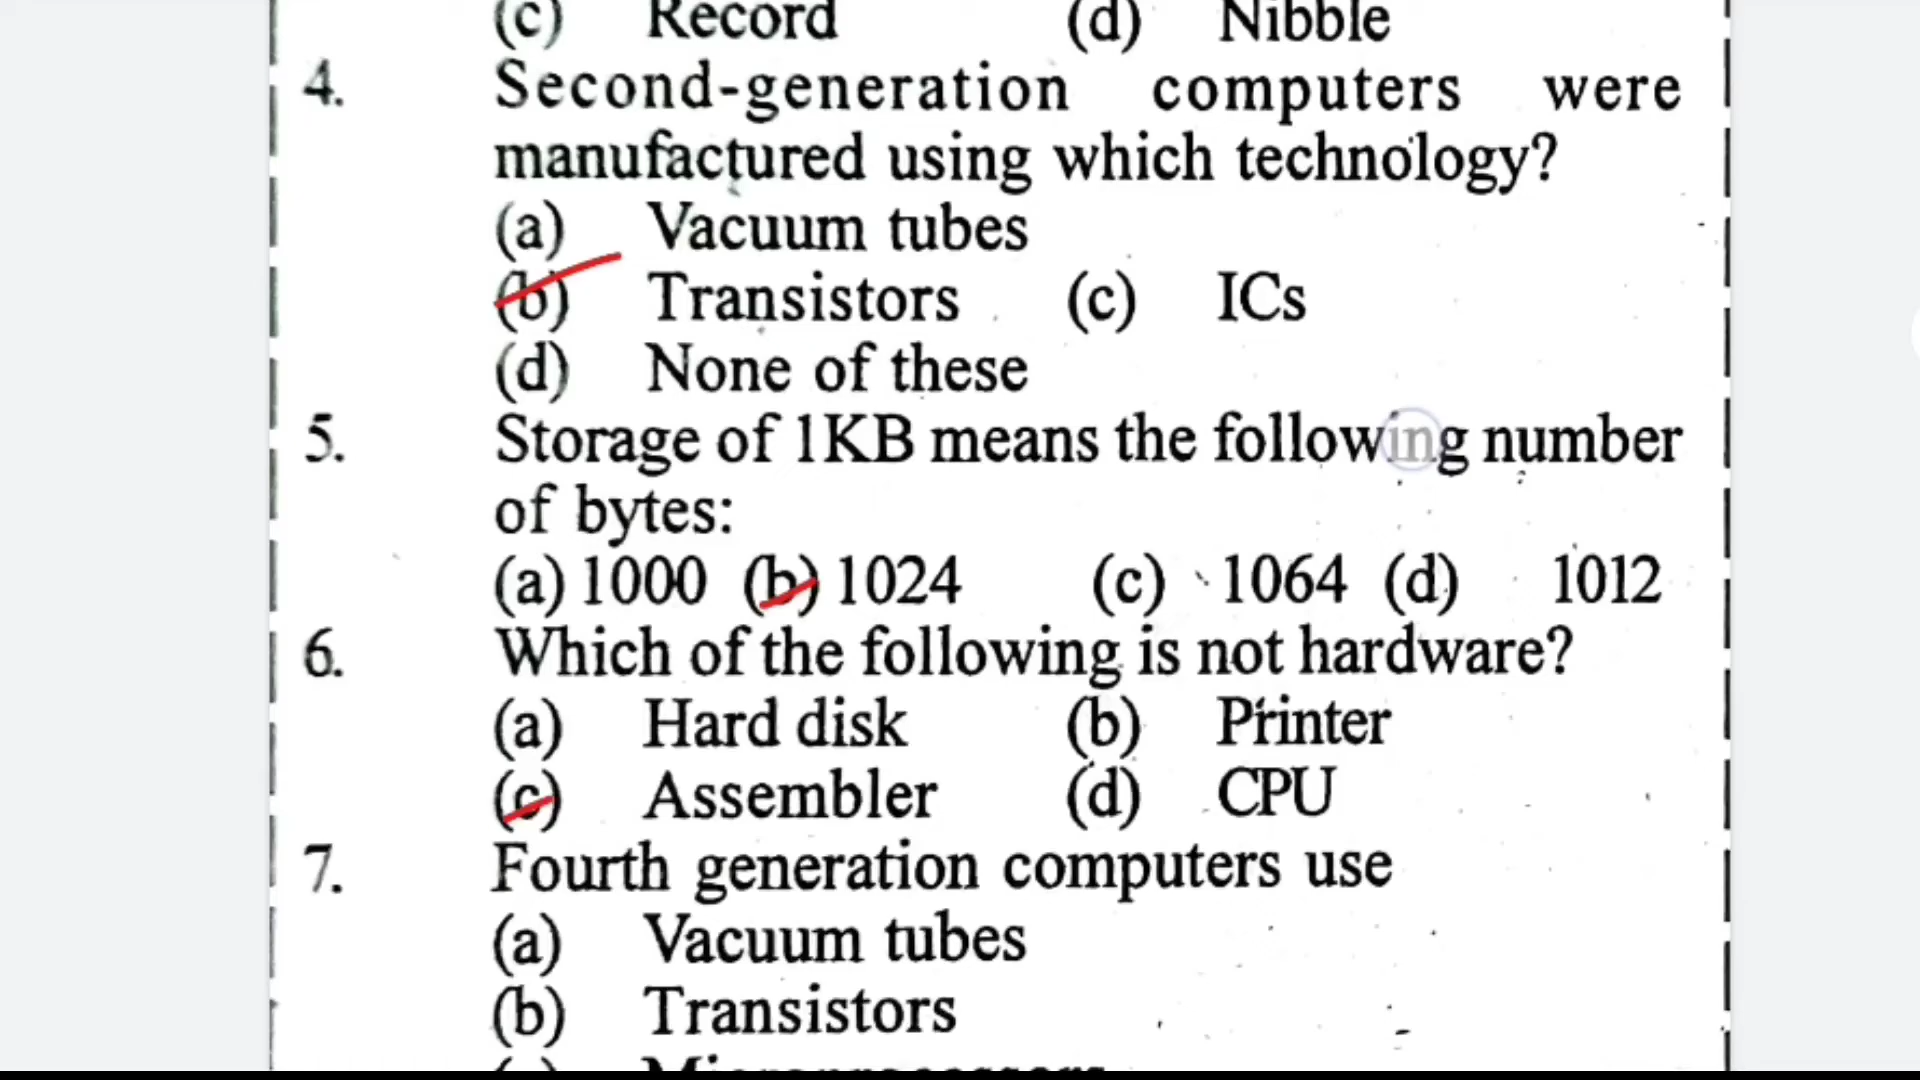 (c) Record (d) Nibble
4. Second-generation computers were
manufactured using which technology?
(a) Vacuum tubes
(b) Transistors (c) ICs
(d) None of these
5. Storage of 1KB means the following number
of bytes:
(a) 1000 (b) 1024 (c) 1064 (d) 1012
6. Which of the following is not hardware?
(a) Hard disk (b) Printer
(c) Assembler (d) CPU
7. Fourth generation computers use
(a) Vacuum tubes
(b) Transistors